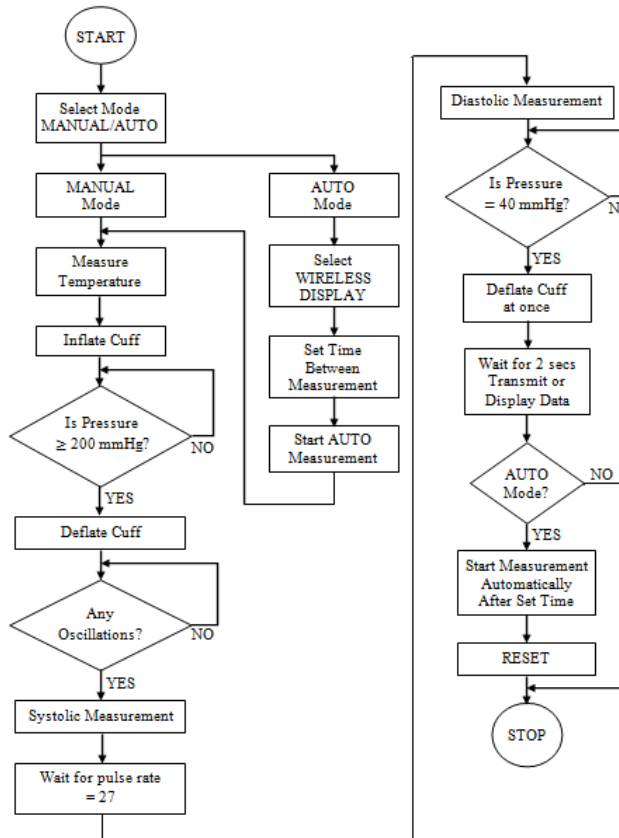 START
Select Mode
MANUAL/AUTO
MANUAL
Mode
AUTO
Mode
Measure
Temperature
Select
WIRELESS
DISPLAY
Inflate Cuff
Set Time
Between
Measurement
Is Pressure
≥ 200 mmHg?
NO
YES
Start AUTO
Measurement
Deflate Cuff
Any
Oscillations?
NO
YES
Systolic Measurement
Wait for pulse rate
= 27
Diastolic Measurement
Is Pressure
= 40 mmHg?
YES
Deflate Cuff
at once
Wait for 2 secs
Transmit or
Display Data
AUTO
Mode?
NO
YES
Start Measurement
Automatically
After Set Time
RESET
STOP